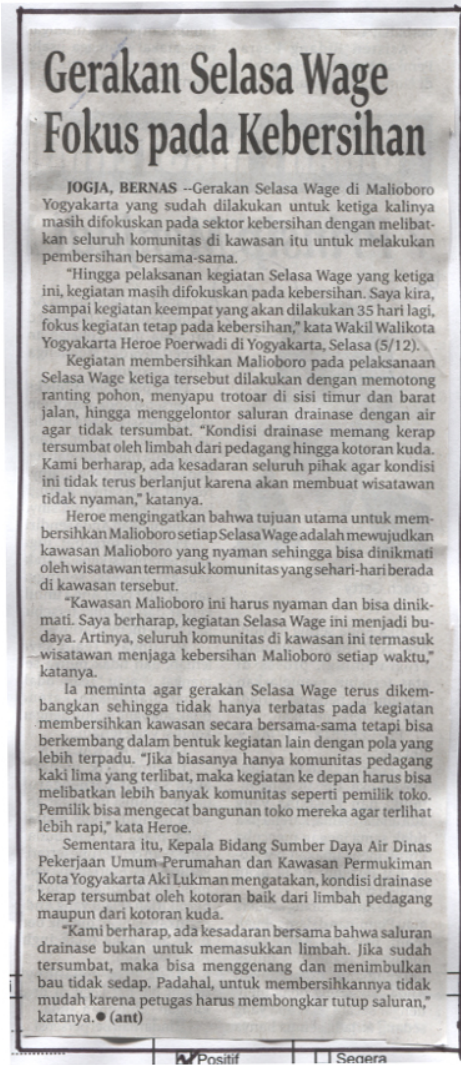 Gerakan Selasa Wage
Fokus pada Kebersihan
JOGJA, BERNAS --Gerakan Selasa Wage di Malioboro
Yogyakarta yang sudah dilakukan untuk ketiga kalinya
masih difokuskan pada sektor kebersihan dengan melibat-
kan seluruh komunitas di kawasan itu untuk melakukan
pembersihan bersama-sama.
"Hingga pelaksanan kegiatan Selasa Wage yang ketiga
ini, kegiatan masih difokuskan pada kebersihan. Saya kira,
sampai kegiatan keempat yang akan dilakukan 35 hari lagi,
fokus kegiatan tetap pada kebersihan," kata Wakil Walikota
Yogyakarta Heroe Poerwadi di Yogyakarta, Selasa (5/12).
Kegiatan membersihkan Malioboro pada pelaksanaan
Selasa Wage ketiga tersebut dilakukan dengan memotong
ranting pohon, menyapu trotoar di sisi timur dan barat
jalan, hingga menggelontor saluran drainase dengan air
agar tidak tersumbat. "Kondisi drainase memang kerap
tersumbat oleh limbah dari pedagang hingga kotoran kuda.
Kami berharap, ada kesadaran seluruh pihak agar kondisi
ini tidak terus berlanjut karena akan membuat wisatawan
tidak nyaman," katanya.
Heroe mengingatkan bahwa tujuan utama untuk mem-
bersihkan Malioboro setiap Selasa Wage adalah mewujudkan
kawasan Malioboro yang nyaman sehingga bisa dinikmati
oleh wisatawan termasuk komunitas yang sehari-hari berada
di kawasan tersebut.
"Kawasan Malioboro ini harus nyaman dan bisa dinik-
mati. Saya berharap, kegiatan Selasa Wage ini menjadi bu-
daya. Artinya, seluruh komunitas di kawasan ini termasuk
wisatawan menjaga kebersihan Malioboro setiap waktu,"
katanya.
Ia meminta agar gerakan Selasa Wage terus dikem-
bangkan sehingga tidak hanya terbatas pada kegiatan
membersihkan kawasan secara bersama-sama tetapi bisa
berkembang dalam bentuk kegiatan lain dengan pola yang
lebih terpadu. "Jika biasanya hanya komunitas pedagang
kaki lima yang terlibat, maka kegiatan ke depan harus bisa
melibatkan lebih banyak komunitas seperti pemilik toko.
Pemilik bisa mengecat bangunan toko mereka agar terlihat
lebih rapi," kata Heroe.
Sementara itu, Kepala Bidang Sumber Daya Air Dinas
Pekerjaan Umum Perumahan dan Kawasan Permukiman
Kota Yogyakarta Aki Lukman mengatakan, kondisi drainase
kerap tersumbat oleh kotoran baik dari limbah pedagang
maupun dari kotoran kuda.
"Kami berharap, ada kesadaran bersama bahwa saluran
drainase bukan untuk memasukkan limbah. Jika sudah
tersumbat, maka bisa menggenang dan menimbulkan
bau tidak sedap. Padahal, untuk membersihkannya tidak
mudah karena petugas harus membongkar tutup saluran,"
katanya.● (ant)
Positif Segera